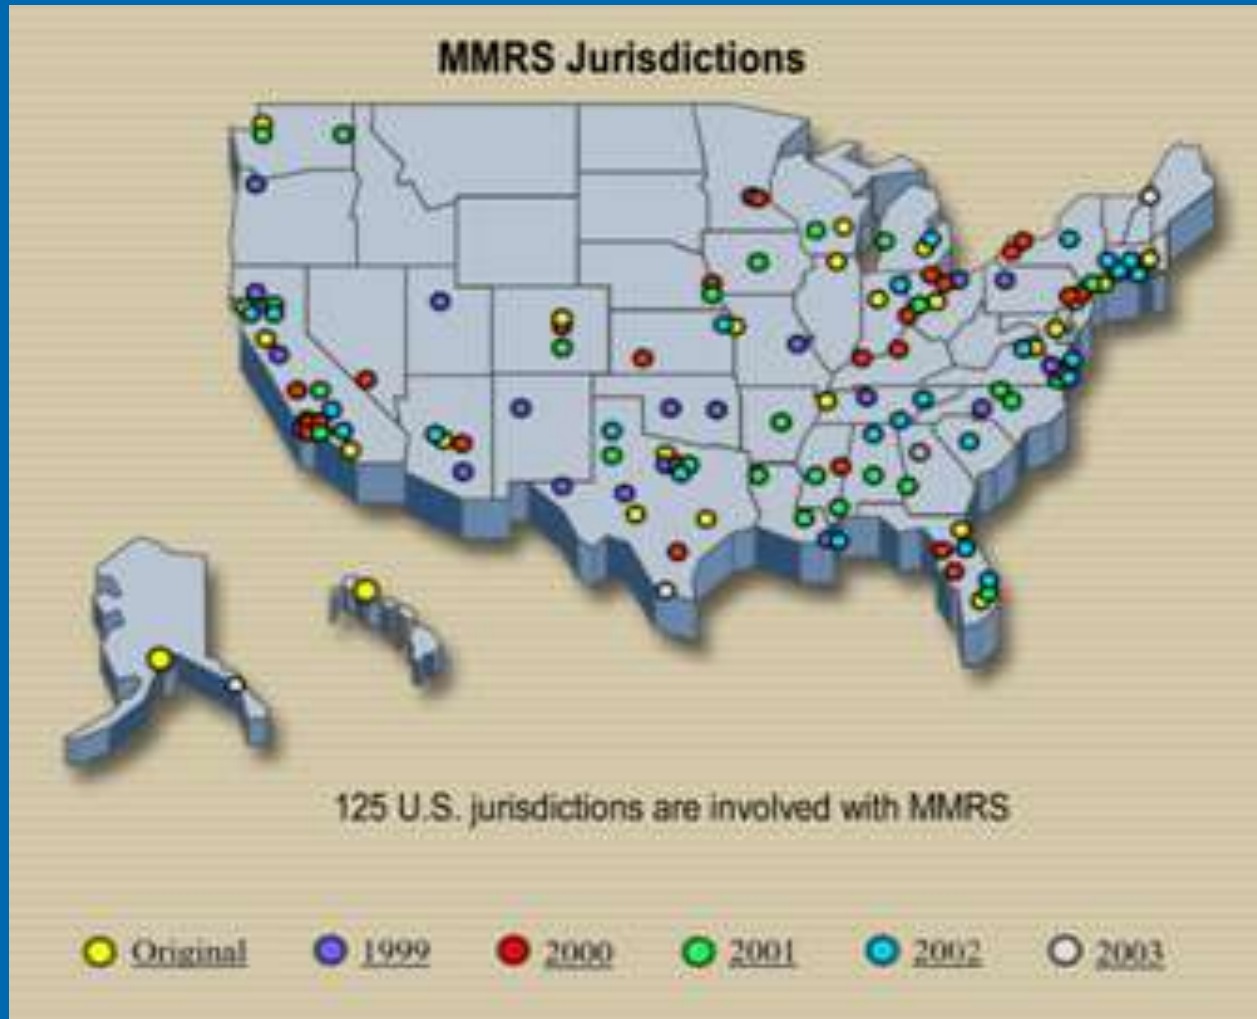 MMRS Jurisdictions
125 U.S. jurisdictions are involved with MMRS
Original 1999 2000 2001 2002 2003